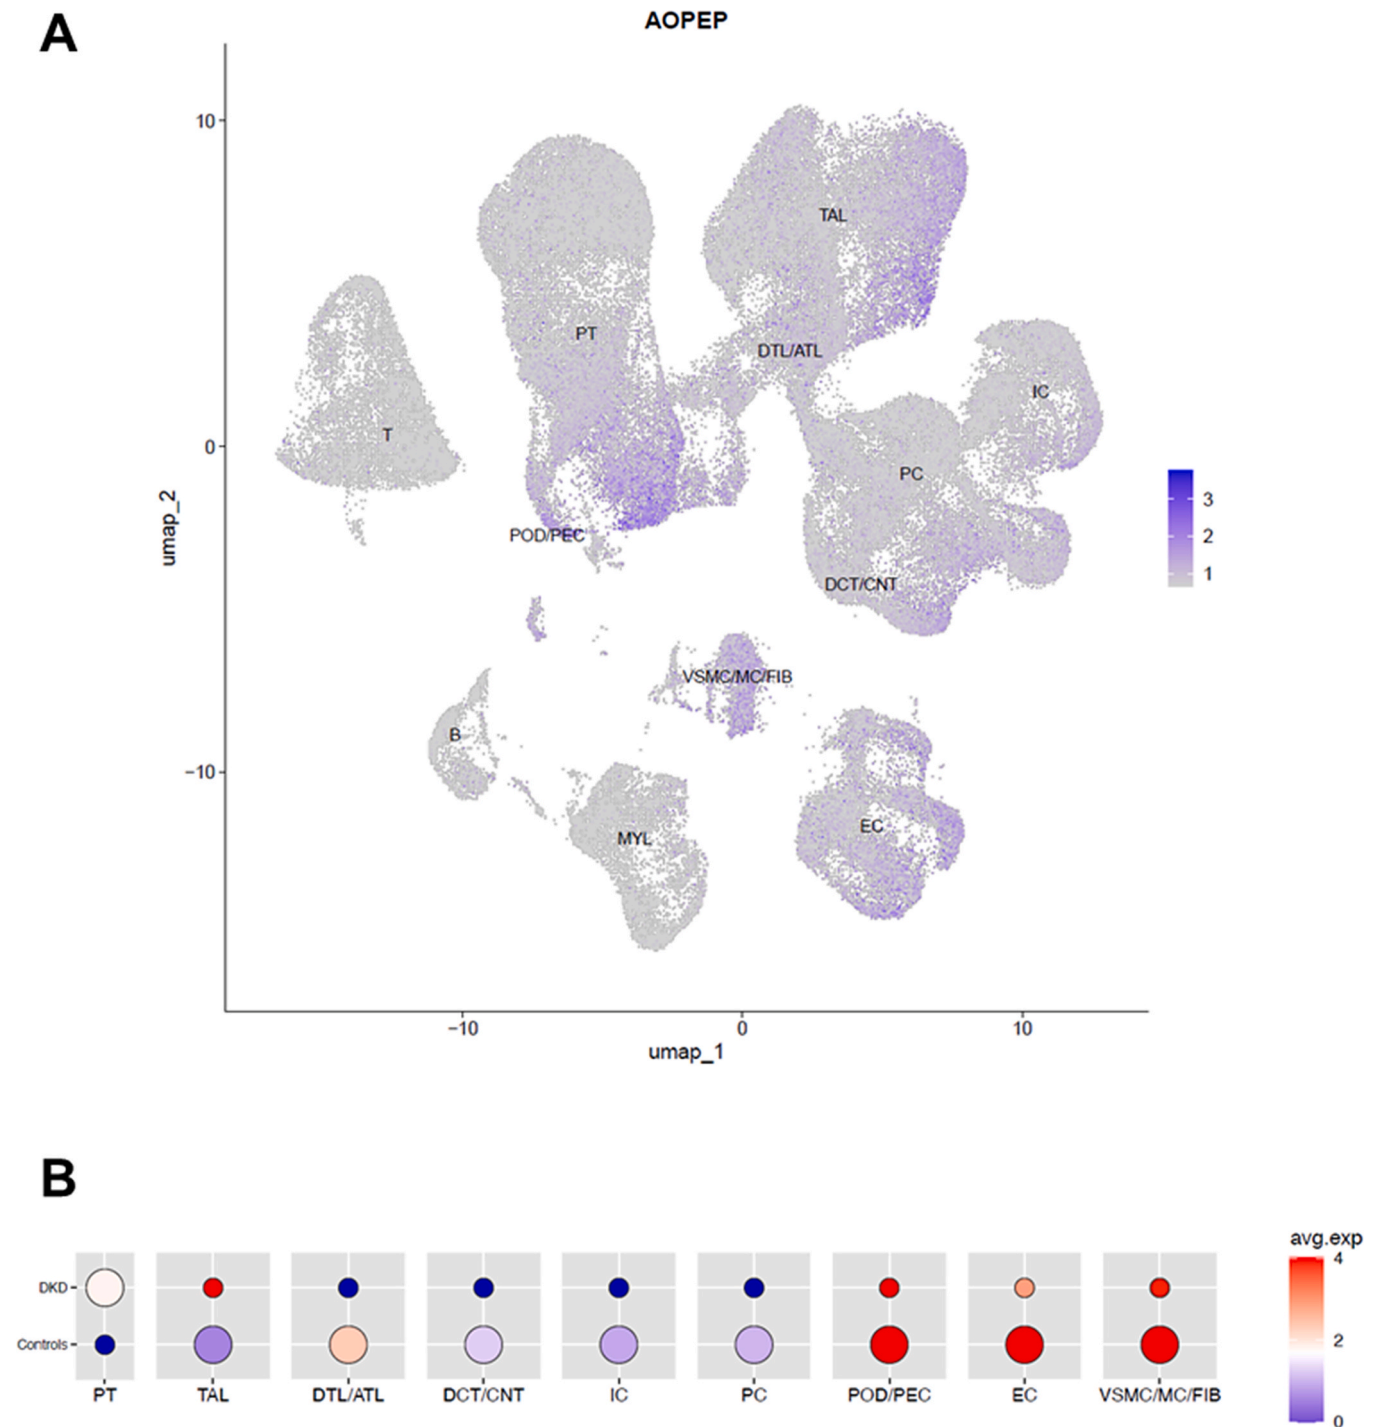 A
AOPEP
10
TAL
PT
DTL/ATL
IC
T
0
PC
umap_2
3
POD/PEC
2
DCT/CNT
1
VSMC/MC/FIB
B
−10
EC
MYL
−10 0 10
umap_1
B
avg.exp
4
DKD
2
Controls
PT TAL DTL/ATL DCT/CNT IC PC POD/PEC EC VSMC/MC/FIB
0